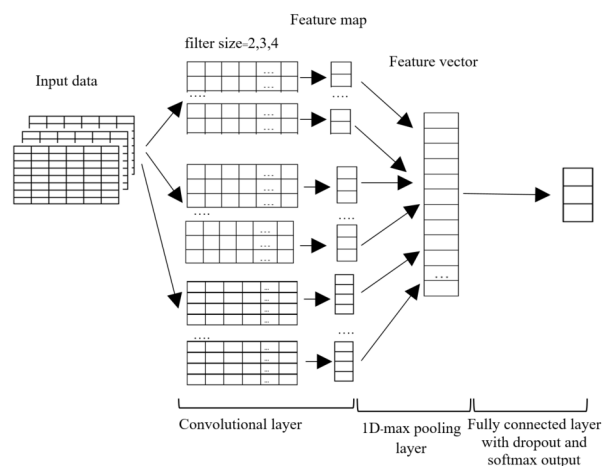 Feature map
filter size=2,3,4
Feature vector
Input data
...
....
....
...
...
....
....
...
...
...
...
...
...
...
...
....
....
...
...
...
...
Convolutional layer
1D-max pooling
layer
Fully connected layer
with dropout and
softmax output